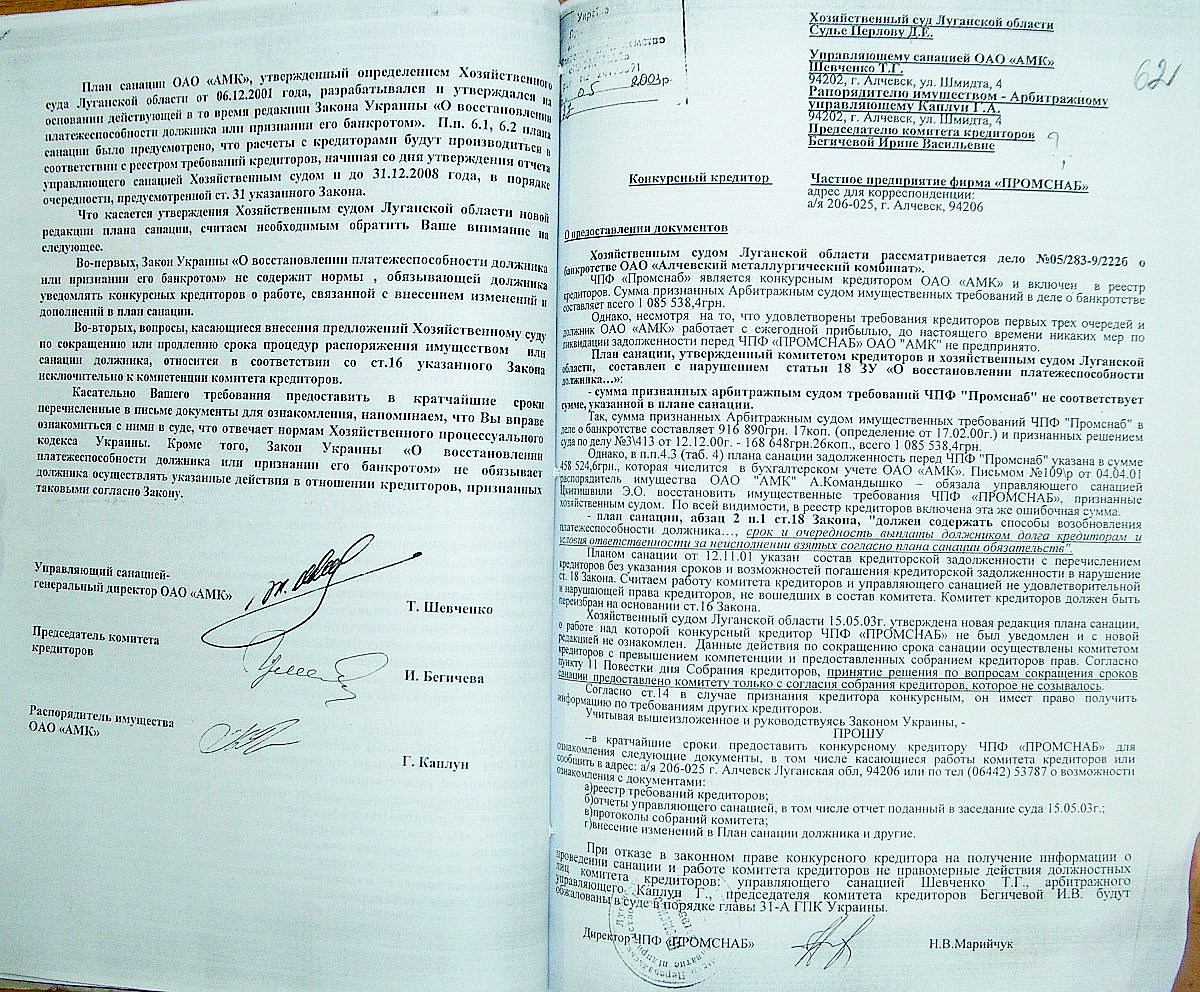 План санации ОАО «АМК», утвержденный определением Хозяйственного
суда Луганской области от 06.12.2001 года, разрабатывался и утверждался на
основании действующей в то время редакции Закона Украины «О восстановлении
платежеспособности должника или признании его банкротом». П.п. 6.1, 6.2 плана
санации было предусмотрено, что расчеты с кредиторами будут производиться в
соответствии с реестром требований кредиторов, начиная со дня утверждения отчета
управляющего санацией Хозяйственным судом и до 31.12.2008 года, в порядке
очередности, предусмотренной ст. 31 указанного Закона.
Что касается утверждения Хозяйственным судом Луганской области новой
редакции плана санации, считаем необходимым обратить Ваше внимание на
следующее.
Во-первых, Закон Украины «О восстановлении платежеспособности должника
или признании его банкротом» не содержит нормы , обязывающей должника
уведомлять конкурсных кредиторов о работе, связанной с внесением изменений и
дополнений в план санации.
Во-вторых, вопросы, касающиеся внесения предложений Хозяйственному суду
по сокращению или продлению срока процедур распоряжения имуществом или
санации должника, относится в соответствии со ст.16 указанного Закона
исключительно к компетенции комитета кредиторов.
Касательно Вашего требования предоставить в кратчайшие сроки
перечисленные в письме документы для ознакомления, напоминаем, что Вы вправе
ознакомиться с ними в суде, что отвечает нормам Хозяйственного процессуального
кодекса Украины. Кроме того, Закон Украины «О восстановлении
платежеспособности должника или признании его банкротом» не обязывает
должника осуществлять указанные действия в отношении кредиторов, признанных
таковыми согласно Закону.
Управляющий санацией-
генеральный директор ОАО «АМК»
Т. Шевченко
Председатель комитета
кредиторов
И. Бегичева
Распорядитель имущества
ОАО «АМК»
Г. Каплун
2003р.
Хозяйственный суд Луганской области
Судье Перлову Д.Е.
621
Управляющему санацией ОАО «АМК»
Шевченко Т.Г.
94202, г. Алчевск, ул. Шмидта, 4
Рапорядителю имуществом - Арбитражному
управляющему Каплун Г.А.
94202, г. Алчевск, ул. Шмидта, 4
Председателю комитета кредиторов
Бегичевой Ирине Васильевне
Конкурсный кредитор Частное предприятие фирма «ПРОМСНАБ»
адрес для корреспонденции:
а/я 206-025, г. Алчевск, 94206
О предоставлении документов
Хозяйственным судом Луганской области рассматривается дело №05/283-9/222б о
банкротстве ОАО «Алчевский металлургический комбинат».
ЧПФ «Промснаб» является конкурсным кредитором ОАО «АМК» и включен в реестр
кредиторов. Сумма признанных Арбитражным судом имущественных требований в деле о банкротстве
составляет всего 1 085 538,4грн.
Однако, несмотря на то, что удовлетворены требования кредиторов первых трех очередей и
должник ОАО «АМК» работает с ежегодной прибылью, до настоящего времени никаких мер по
ликвидации задолженности перед ЧПФ «ПРОМСНАБ» ОАО "АМК" не предпринято.
План санации, утвержденный комитетом кредиторов и хозяйственным судом Луганской
области, составлен с нарушением статьи 18 ЗУ «О восстановлении платежеспособности
должника…»:
- сумма признанных арбитражным судом требований ЧПФ "Промснаб" не соответствует
сумме, указанной в плане санации.
Так, сумма признанных Арбитражным судом имущественных требований ЧПФ "Промснаб" в
деле о банкротстве составляет 916 890грн. 17коп. (определение от 17.02.00г.) и признанных решением
суда по делу №3\413 от 12.12.00г. - 168 648грн.26коп., всего 1 085 538,4грн.
Однако, в п.п.4.3 (таб. 4) плана санации задолженность перед ЧПФ "Промснаб" указана в сумме
458 524,6грн., которая числится в бухгалтерском учете ОАО «АМК». Письмом №109\р от 04.04.01
распорядитель имущества ОАО "АМК" А.Командышко – обязала управляющего санацией
Цкитишвили Э.О. восстановить имущественные требования ЧПФ «ПРОМСНАБ», признанные
хозяйственным судом. По всей видимости, в реестр кредиторов включена эта же ошибочная сумма.
- план санации, абзац 2 п.1 ст.18 Закона, "должен содержать способы возобновления
платежеспособности должника…, срок и очередность выплаты должником долга кредиторам и
условия ответственности за неисполнении взятых согласно плана санации обязательств".
Планом санации от 12.11.01 указан состав кредиторской задолженности с перечислением
кредиторов без указания сроков и возможностей погашения кредиторской задолженности в нарушение
ст. 18 Закона. Считаем работу комитета кредиторов и управляющего санацией не удовлетворительной
и нарушающей права кредиторов, не вошедших в состав комитета. Комитет кредиторов должен быть
переизбран на основании ст.16 Закона.
Хозяйственным судом Луганской области 15.05.03г. утверждена новая редакция плана санации,
о работе над которой конкурсный кредитор ЧПФ «ПРОМСНАБ» не был уведомлен и с новой
редакцией не ознакомлен. Данные действия по сокращению срока санации осуществлены комитетом
кредиторов с превышением компетенции и предоставленных собранием кредиторов прав. Согласно
пункту 11 Повестки дня Собрания кредиторов, принятие решения по вопросам сокращения сроков
санации предоставлено комитету только с согласия собрания кредиторов, которое не созывалось.
Согласно ст.14 в случае признания кредитора конкурсным, он имеет право получить
информацию по требованиям других кредиторов.
Учитывая вышеизложенное и руководствуясь Законом Украины, -
ПРОШУ
--в кратчайшие сроки предоставить конкурсному кредитору ЧПФ «ПРОМСНАБ» для
ознакомления следующие документы, в том числе касающиеся работы комитета кредиторов или
сообщить в адрес: а/я 206-025 г. Алчевск Луганская обл, 94206 или по тел (06442) 53787 о возможности
ознакомления с документами:
а)реестр требований кредиторов;
б)отчеты управляющего санацией, в том числе отчет поданный в заседание суда 15.05.03г.;
в)протоколы собраний комитета;
г)внесение изменений в План санации должника и другие.
При отказе в законном праве конкурсного кредитора на получение информации о
проведении санации и работе комитета кредиторов не правомерные действия должностных
лиц комитета кредиторов: управляющего санацией Шевченко Т.Г., арбитражного
управляющего Каплун Г., председателя комитета кредиторов Бегичевой И.В. будут
обжалованы в суде в порядке главы 31-А ГПК Украины.
Директор ЧПФ «ПРОМСНАБ» Н.В.Марийчук